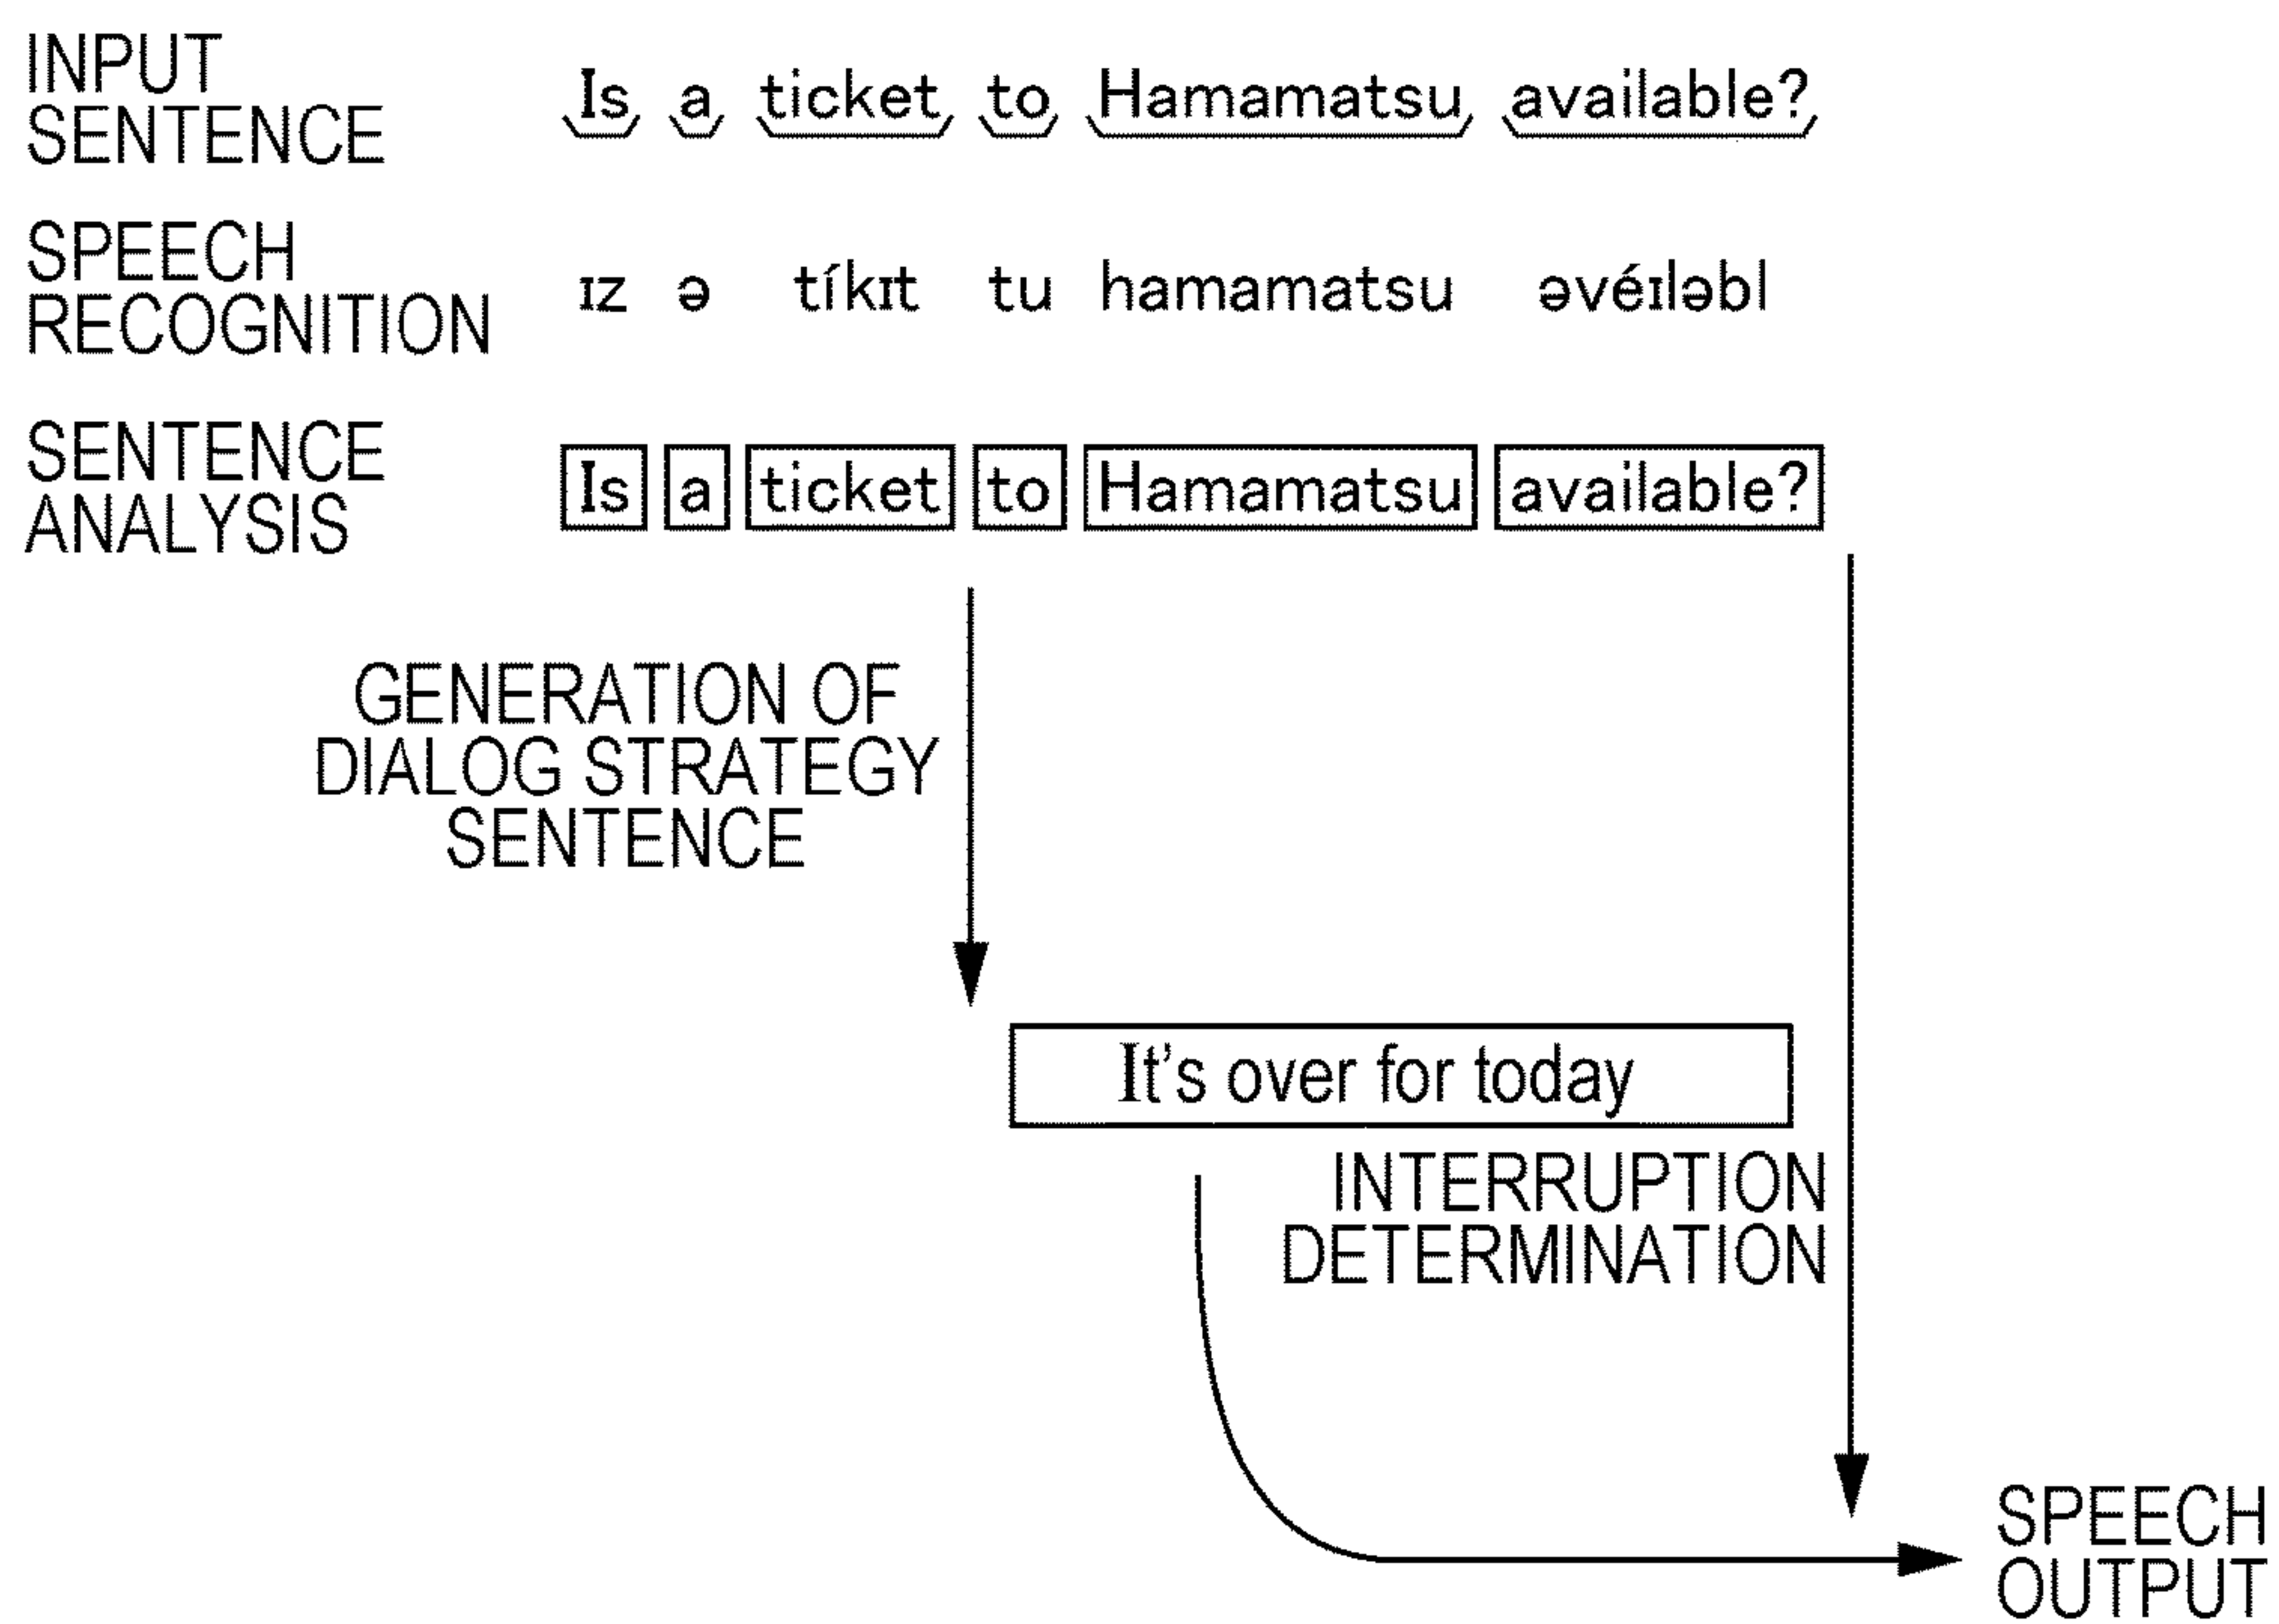 INPUT
SENTENCE
Is a ticket to Hamamatsu available?
SPEECH
RECOGNITION
ɪz ə tíkɪt tu hamamatsu əvéɪləbl
SENTENCE
ANALYSIS
Is a ticket to Hamamatsu available?
GENERATION OF
DIALOG STRATEGY
SENTENCE
It's over for today
INTERRUPTION
DETERMINATION
SPEECH
OUTPUT